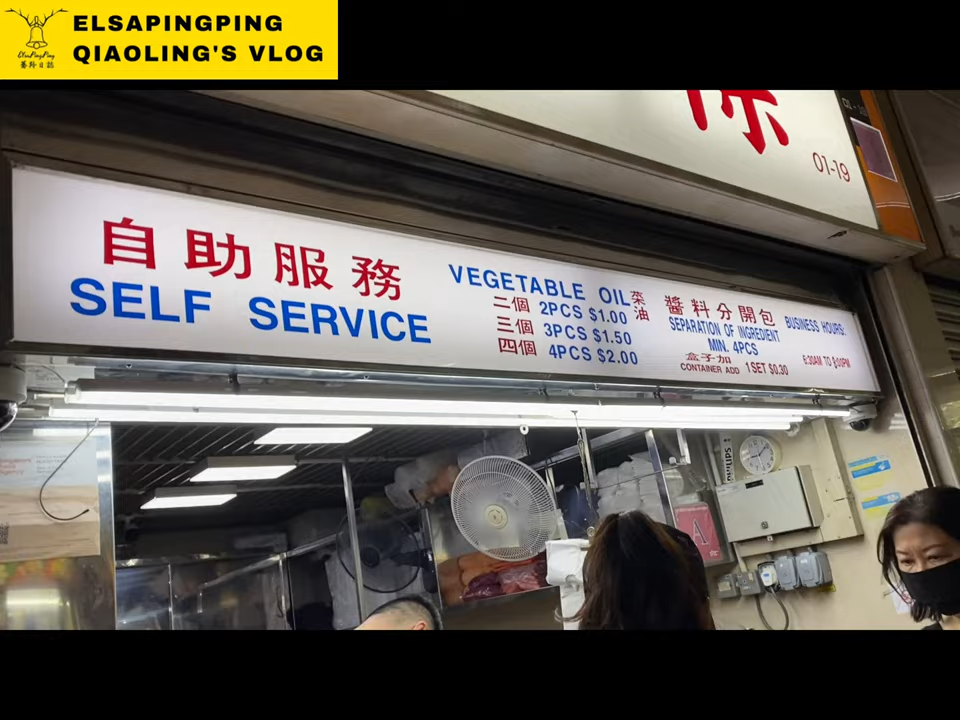 ELSAPINGPING
QIAOLING'S VLOG
ElsaPingPing
01-19
自助服務
SELF SERVICE
VEGETABLE OIL 菜油
二個 2PCS $1.00
三個 3PCS $1.50
四個 4PCS $2.00
醬料分開包
SEPARATION OF INGREDIENT
MIN. 4PCS
盒子加
CONTAINER ADD 1 SET $0.30
BUSINESS HOURS:
A